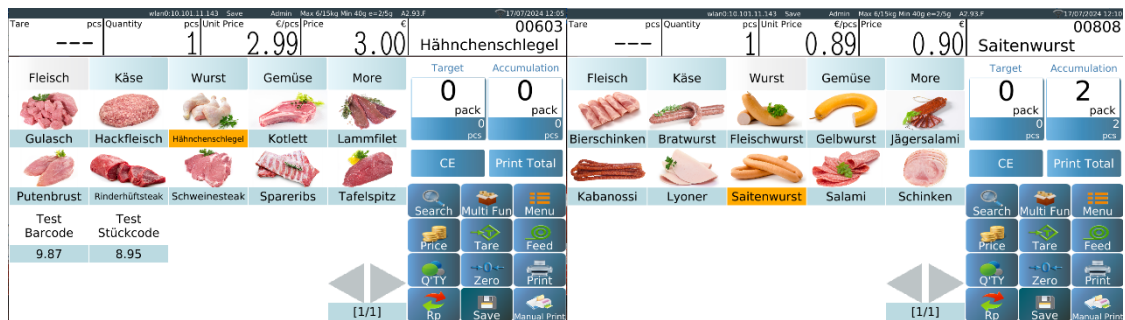 wlan0:10.101.11.143 Save Admin Max 6/15kg Min 40g e=2/5g A2.93.F 17/07/2024 12:05
Tare pcs Quantity pcs Unit Price €/pcs Price € 00603
--- 1 2.99 3.00 Hähnchenschlegel
Fleisch Käse Wurst Gemüse More
Target Accumulation
0 0
pack pack
0 0
pcs pcs
Gulasch Hackfleisch Hähnchenschlegel Kotlett Lammfilet
CE Print Total
Putenbrust Rinderhüftsteak Schweinesteak Spareribs Tafelspitz
Search Multi Fun Menu
Test Barcode
Test Stückcode
9.87 8.95
Price Tare Feed
Q'TY Zero Print
[1/1]
Rp Save Manual Print
wlan0:10.101.11.143 Save Admin Max 6/15kg Min 40g e=2/5g A2.93.F 17/07/2024 12:10
Tare pcs Quantity pcs Unit Price €/pcs Price € 00808
--- 1 0.89 0.90 Saitenwurst
Fleisch Käse Wurst Gemüse More
Target Accumulation
0 2
pack pack
0 2
pcs pcs
Bierschinken Bratwurst Fleischwurst Gelbwurst Jägersalami
CE Print Total
Kabanossi Lyoner Saitenwurst Salami Schinken
Search Multi Fun Menu
Price Tare Feed
Q'TY Zero Print
[1/1]
Rp Save Manual Print